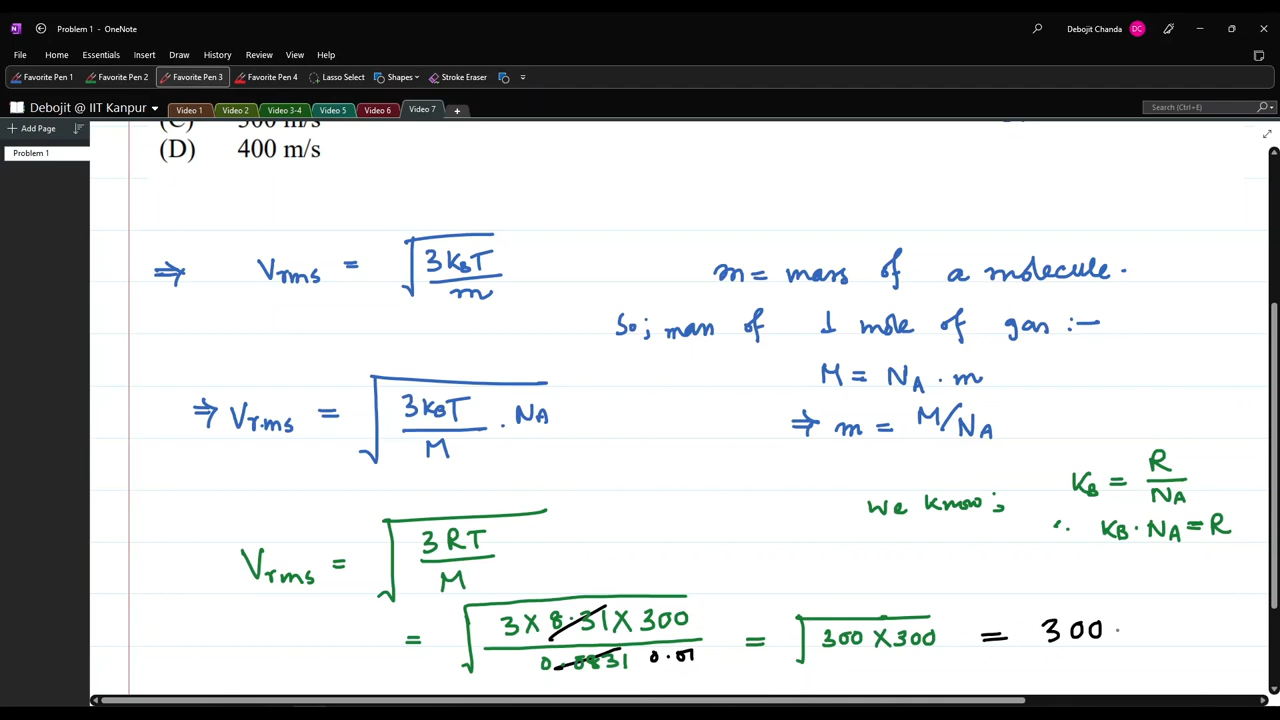 Problem 1 - OneNote
Debojit Chanda DC
File Home Essentials Insert Draw History Review View Help
Favorite Pen 1 Favorite Pen 2 Favorite Pen 3 Favorite Pen 4 Lasso Select Shapes Stroke Eraser
Debojit @ IIT Kanpur Video 1 Video 2 Video 3-4 Video 5 Video 6 Video 7 + Search (Ctrl+E)
+ Add Page
Problem 1
(C) 300 m/s
(D) 400 m/s
⇒ Vrms = √(3KBT/m) m = mass of a molecule.
So; mass of 1 mole of gas :-
M = NA . m
⇒ Vr.ms = √(3KBT/M . NA) ⇒ m = M/NA
We know; KB = R/NA
∴ KB . NA = R
Vrms = √(3RT/M)
= √(3 X 8.31 X 300/0.0831 0.01) = √(300 X 300) = 300